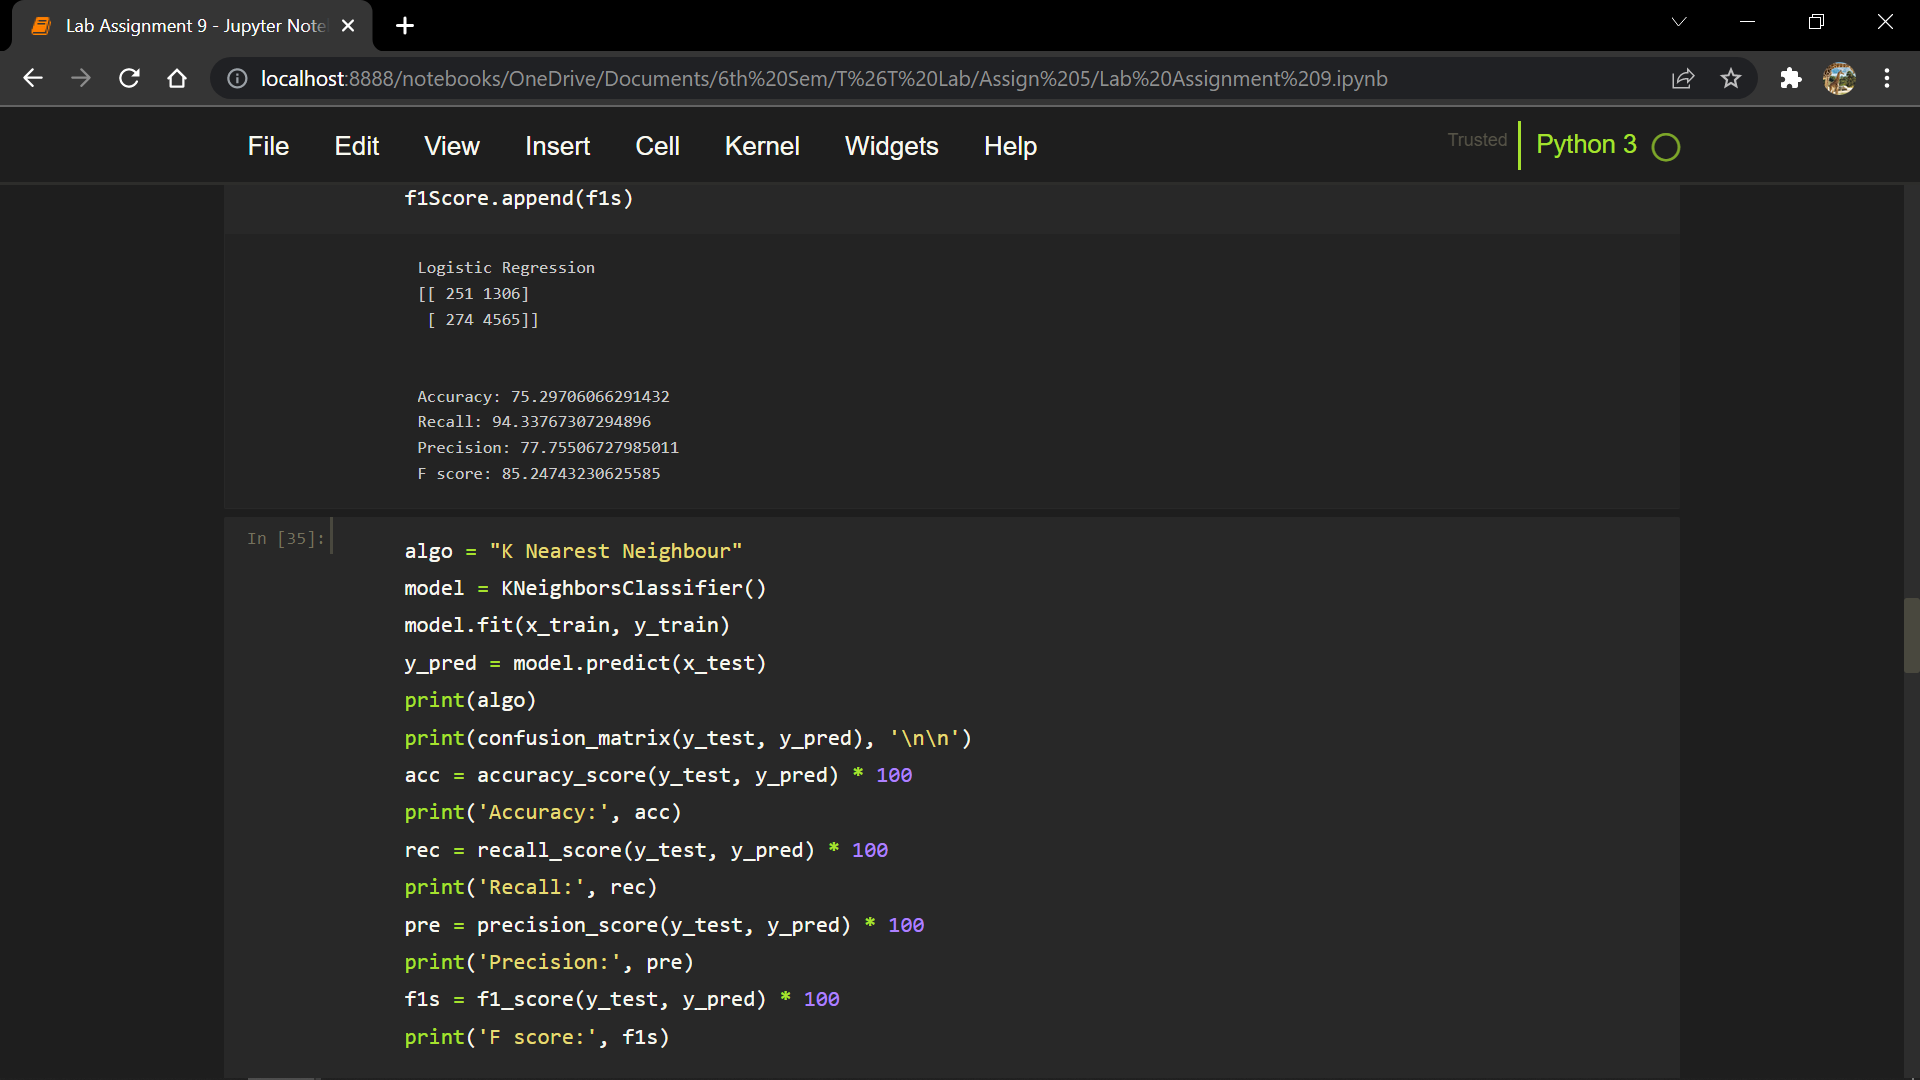 Lab Assignment 9 - Jupyter Note
localhost:8888/notebooks/OneDrive/Documents/6th%20Sem/T%26T%20Lab/Assign%205/Lab%20Assignment%209.ipynb
File Edit View Insert Cell Kernel Widgets Help Trusted Python 3
f1Score.append(f1s)
Logistic Regression
[[ 251 1306]
[ 274 4565]]
Accuracy: 75.29706066291432
Recall: 94.33767307294896
Precision: 77.75506727985011
F score: 85.24743230625585
In [35]:
algo = "K Nearest Neighbour"
model = KNeighborsClassifier()
model.fit(x_train, y_train)
y_pred = model.predict(x_test)
print(algo)
print(confusion_matrix(y_test, y_pred), '\n\n')
acc = accuracy_score(y_test, y_pred) * 100
print('Accuracy:', acc)
rec = recall_score(y_test, y_pred) * 100
print('Recall:', rec)
pre = precision_score(y_test, y_pred) * 100
print('Precision:', pre)
f1s = f1_score(y_test, y_pred) * 100
print('F score:', f1s)